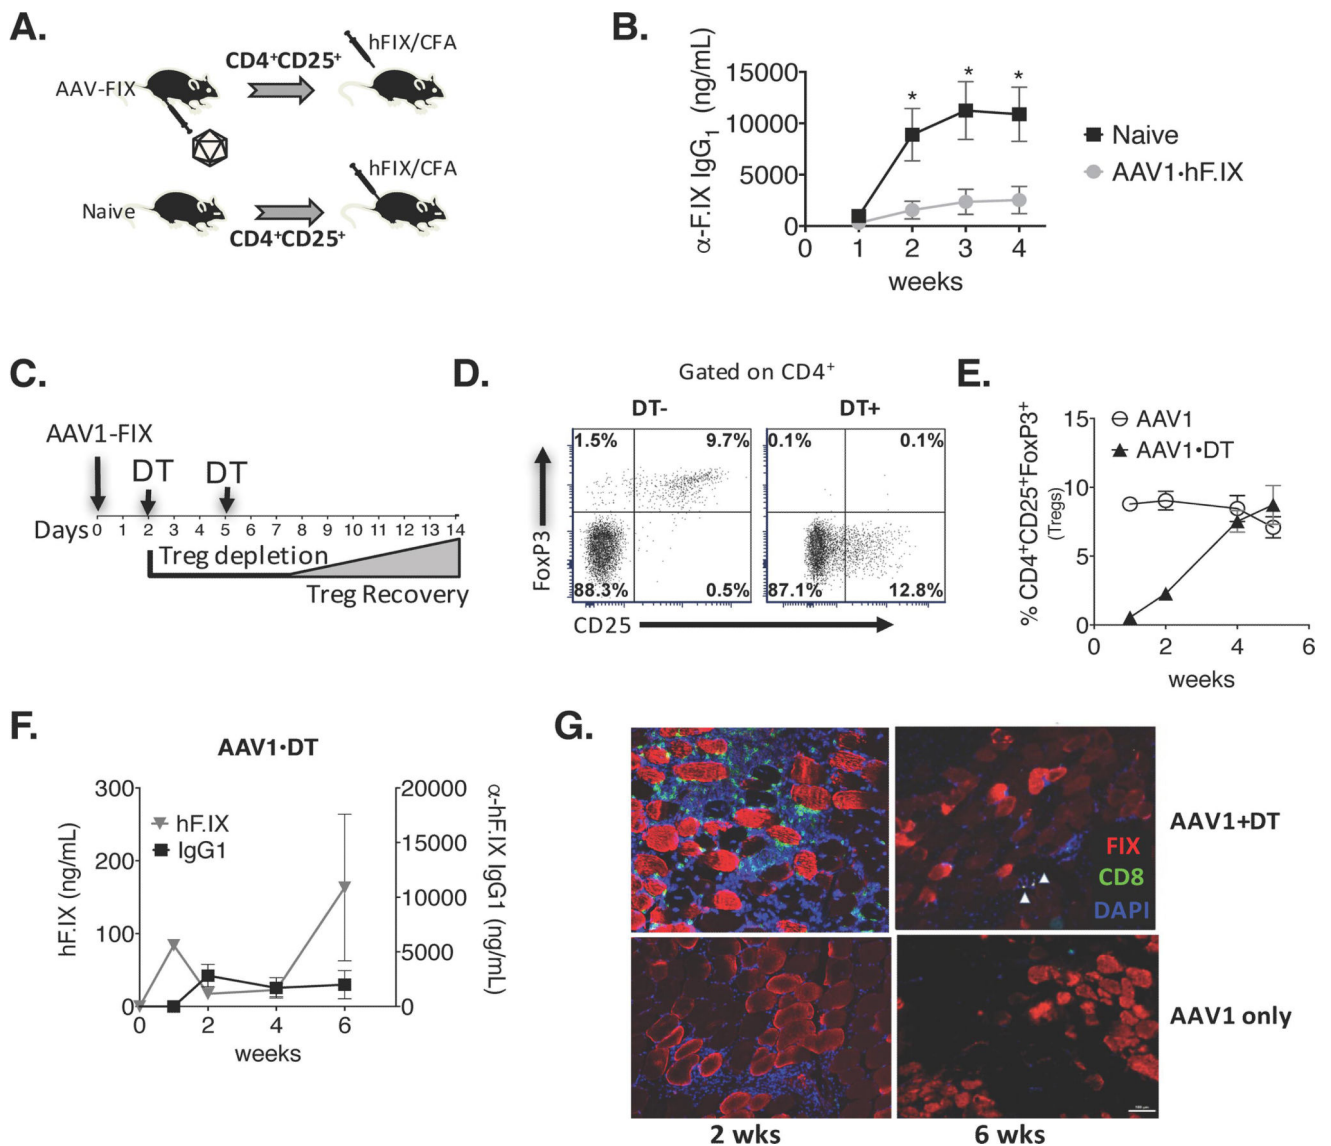 A.
AAV-FIX
CD4⁺CD25⁺
hFIX/CFA
Naive
CD4⁺CD25⁺
hFIX/CFA
B.
α-F.IX IgG₁ (ng/mL)
15000
10000
5000
0
* * *
0 1 2 3 4
weeks
Naive
AAV1•hF.IX
C.
AAV1-FIX
DT DT
Days 0 1 2 3 4 5 6 7 8 9 10 11 12 13 14
Treg depletion
Treg Recovery
D.
Gated on CD4⁺
DT- DT+
1.5% 9.7% 0.1% 0.1%
88.3% 0.5% 87.1% 12.8%
FoxP3
CD25
E.
% CD4⁺CD25⁺FoxP3⁺
(Tregs)
15
10
5
0
0 2 4 6
weeks
AAV1
AAV1•DT
F.
AAV1•DT
hF.IX (ng/mL)
300
200
100
0
hF.IX
IgG1
20000
15000
10000
5000
0
α-hF.IX IgG1 (ng/mL)
0 2 4 6
weeks
G.
FIX
CD8
DAPI
AAV1+DT
AAV1 only
2 wks 6 wks